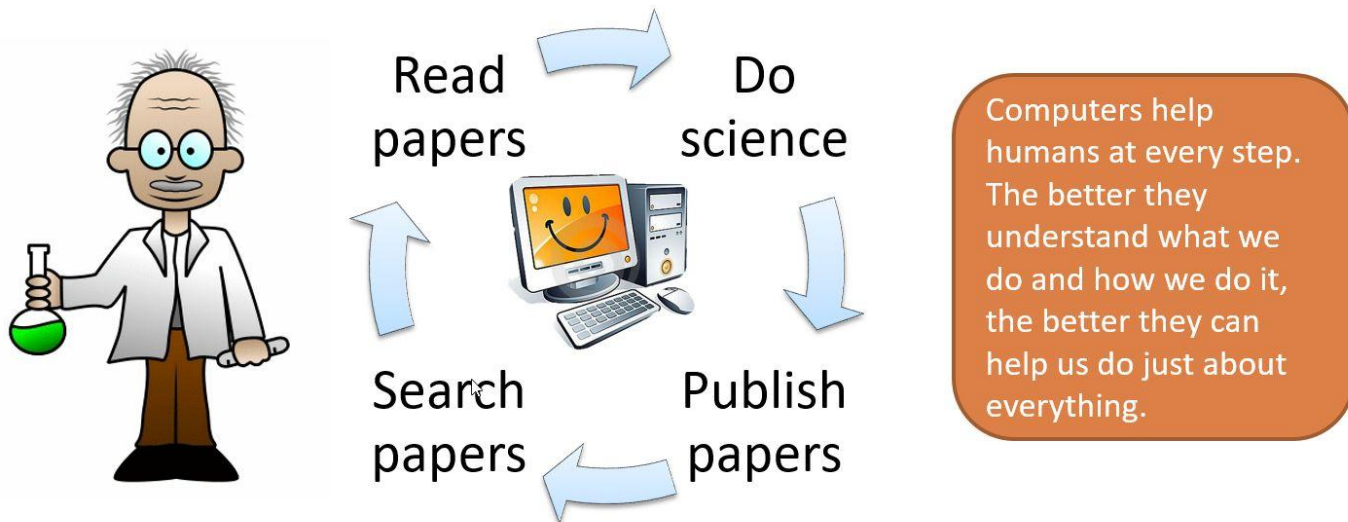 Read
papers
Do
science
Publish
papers
Search
papers
Computers help
humans at every step.
The better they
understand what we
do and how we do it,
the better they can
help us do just about
everything.